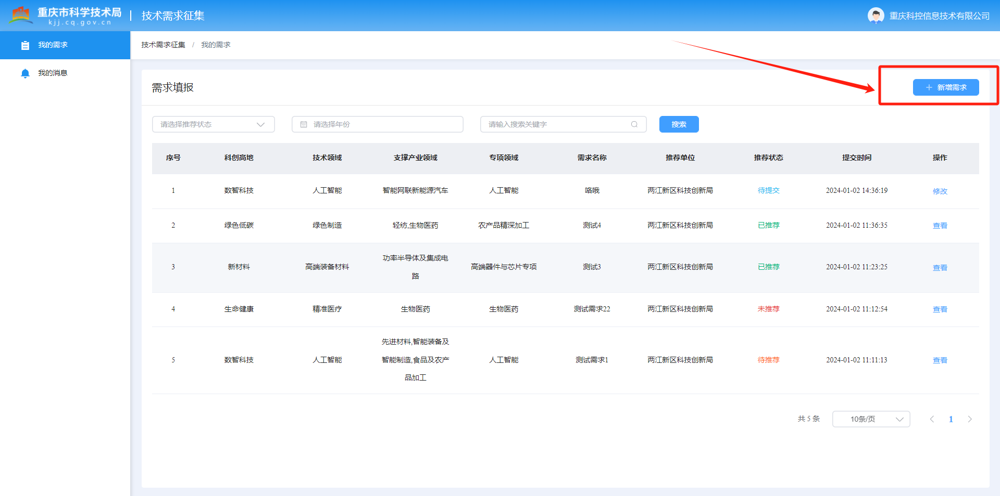 重庆市科学技术局
kjj.cq.gov.cn
技术需求征集
重庆科控信息技术有限公司
我的需求
我的消息
技术需求征集 / 我的需求
需求填报
+ 新增需求
请选择推荐状态 请选择年份 请输入搜索关键字 搜索
序号 科创高地 技术领域 支撑产业领域 专项领域 需求名称 推荐单位 推荐状态 提交时间 操作
1 数智科技 人工智能 智能网联新能源汽车 人工智能 咯哦 两江新区科技创新局 待提交 2024-01-02 14:36:19 修改
2 绿色低碳 绿色制造 轻纺,生物医药 农产品精深加工 测试4 两江新区科技创新局 已推荐 2024-01-02 11:36:35 查看
功率半导体及集成电
3 新材料 高端装备材料 高端器件与芯片专项 测试3 两江新区科技创新局 已推荐 2024-01-02 11:23:25 查看
路
4 生命健康 精准医疗 生物医药 生物医药 测试需求22 两江新区科技创新局 未推荐 2024-01-02 11:12:54 查看
先进材料,智能装备及
5 数智科技 人工智能 智能制造,食品及农产 人工智能 测试需求1 两江新区科技创新局 待推荐 2024-01-02 11:11:13 查看
品加工
共 5 条 10条/页 1